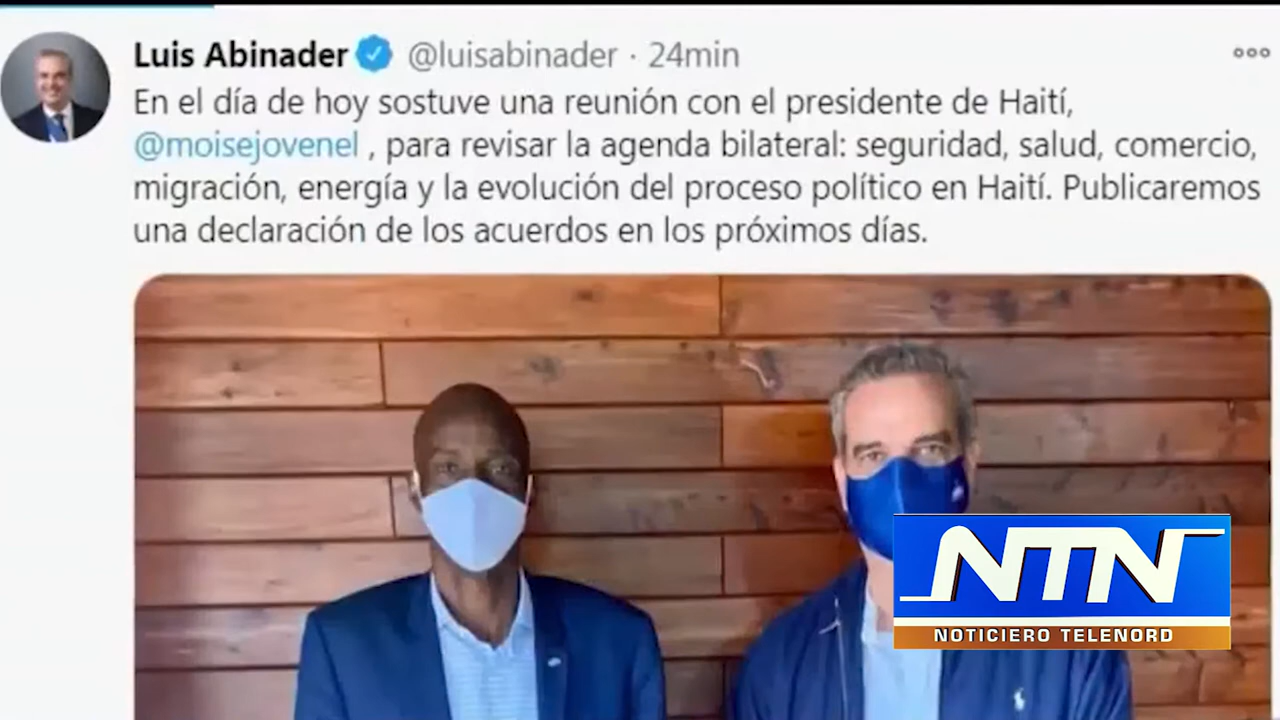 Luis Abinader @luisabinader · 24min
En el día de hoy sostuve una reunión con el presidente de Haití,
@moisejovenel , para revisar la agenda bilateral: seguridad, salud, comercio,
migración, energía y la evolución del proceso político en Haití. Publicaremos
una declaración de los acuerdos en los próximos días.
NTN
NOTICIERO TELENORD